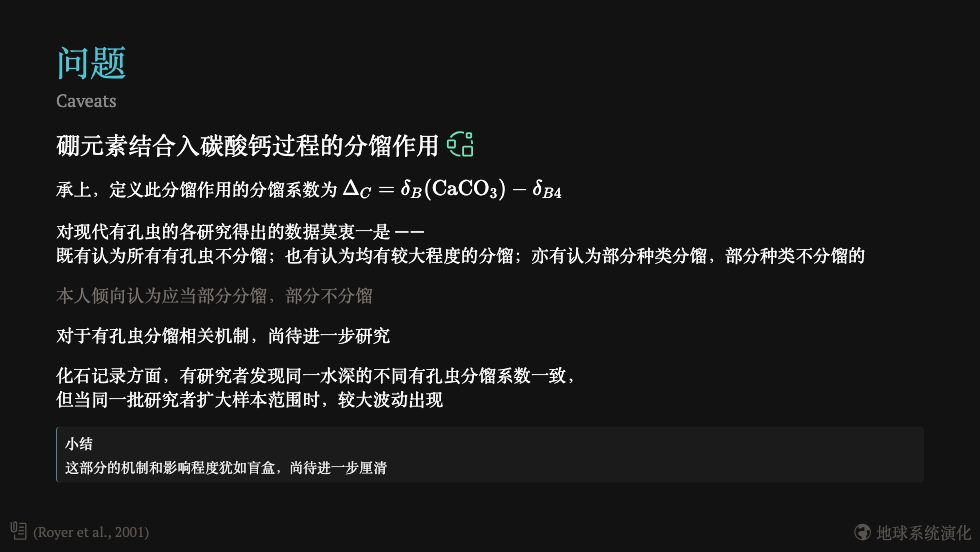 问题
Caveats
硼元素结合入碳酸钙过程的分馏作用
承上，定义此分馏作用的分馏系数为 Δ_C = δ_B(CaCO₃) − δ_{B4}
对现代有孔虫的各研究得出的数据莫衷一是 ——
既有认为所有有孔虫不分馏；也有认为均有较大程度的分馏；亦有认为部分种类分馏，部分种类不分馏的
本人倾向认为应当部分分馏，部分不分馏
对于有孔虫分馏相关机制，尚待进一步研究
化石记录方面，有研究者发现同一水深的不同有孔虫分馏系数一致，
但当同一批研究者扩大样本范围时，较大波动出现
小结
这部分的机制和影响程度犹如盲盒，尚待进一步厘清
(Royer et al., 2001)
地球系统演化